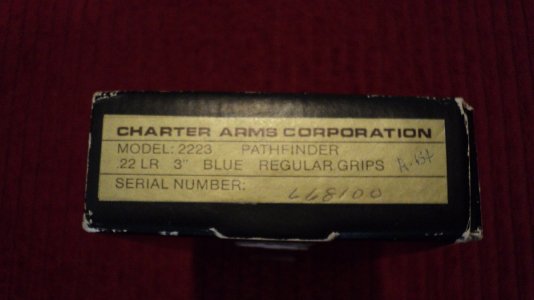 CHARTER ARMS CORPORATION
MODEL: 2223 PATHFINDER
.22 LR 3" BLUE REGULAR GRIPS
SERIAL NUMBER: 668100